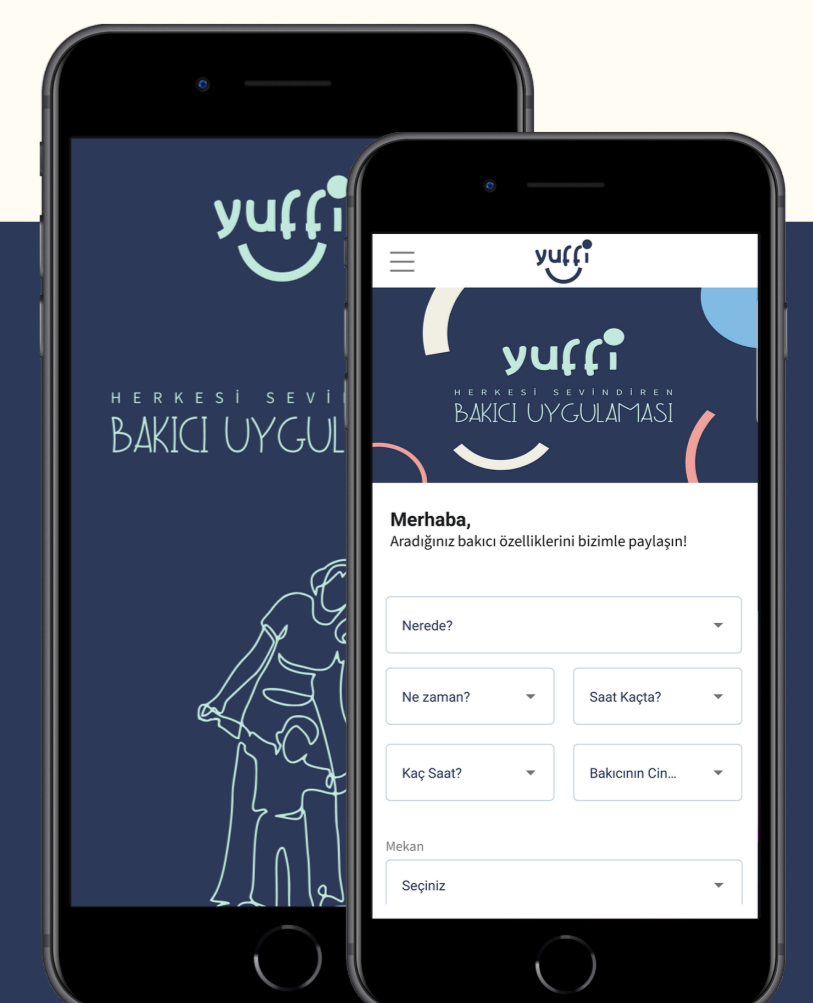 yuffi
HERKESİ SEVİ
BAKICI UYGUL
yuffi
yuffi
HERKESİ SEVİNDİREN
BAKICI UYGULAMASI
Merhaba,
Aradığınız bakıcı özelliklerini bizimle paylaşın!
Nerede?
Ne zaman?
Saat Kaçta?
Kaç Saat?
Bakıcının Cin...
Mekan
Seçiniz